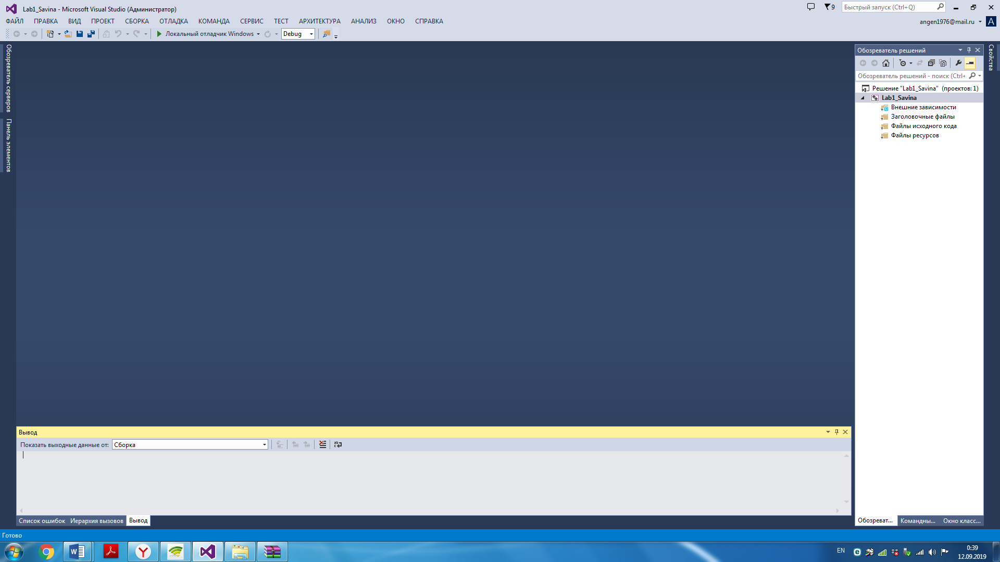 Lab1_Savina - Microsoft Visual Studio (Администратор)
9
Быстрый запуск (Ctrl+Q)
ФАЙЛ ПРАВКА ВИД ПРОЕКТ СБОРКА ОТЛАДКА КОМАНДА СЕРВИС ТЕСТ АРХИТЕКТУРА АНАЛИЗ ОКНО СПРАВКА
angen1976@mail.ru
A
Локальный отладчик Windows
Debug
Обозреватель серверов
Панель элементов
Обозреватель решений
Обозреватель решений - поиск (Ctrl+
Решение "Lab1_Savina" (проектов: 1)
Lab1_Savina
Внешние зависимости
Заголовочные файлы
Файлы исходного кода
Файлы ресурсов
Свойства
Вывод
Показать выходные данные от: Сборка
Список ошибок Иерархия вызовов Вывод
Обозреват... Командны... Окно класс...
Готово
EN
0:39
12.09.2019